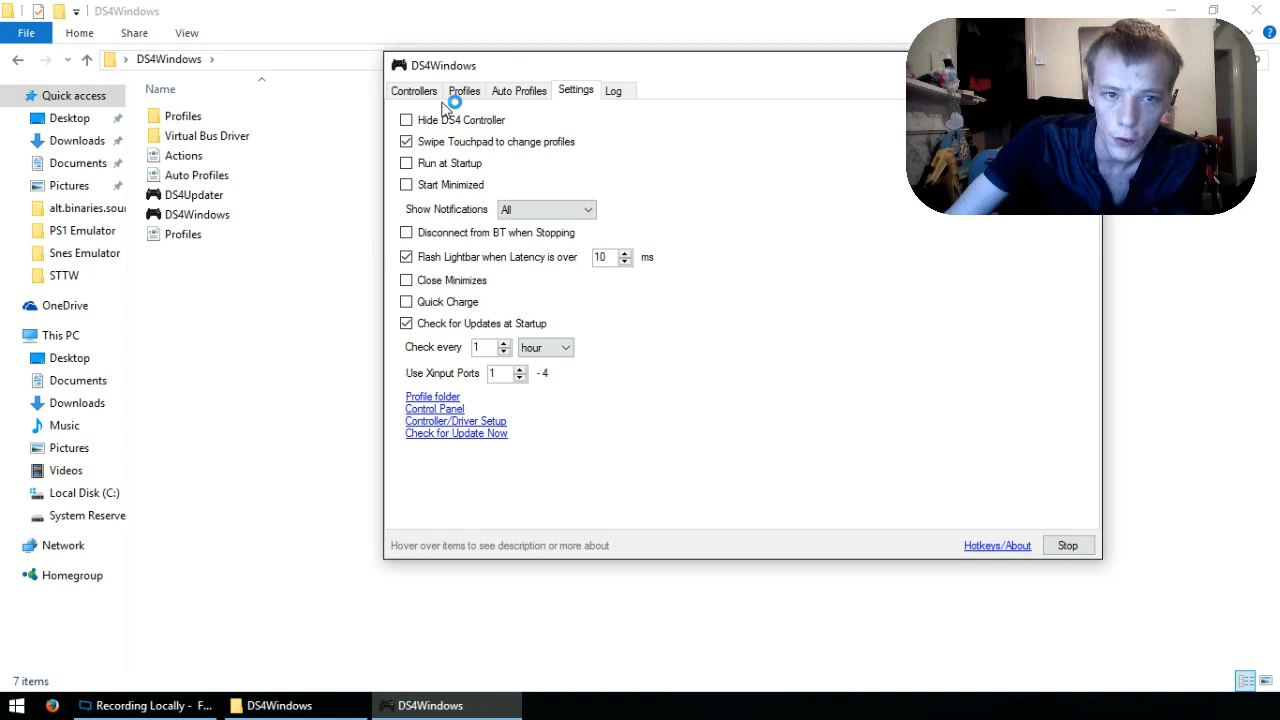 DS4Windows
File
Home
Share
View
DS4Windows
Quick access
Desktop
Downloads
Documents
Pictures
alt.binaries.sour
PS1 Emulator
Snes Emulator
STTW
OneDrive
This PC
Desktop
Documents
Downloads
Music
Pictures
Videos
Local Disk (C:)
System Reserve
Network
Homegroup
Name
Profiles
Virtual Bus Driver
Actions
Auto Profiles
DS4Updater
DS4Windows
Profiles
DS4Windows
Controllers
Profiles
Auto Profiles
Settings
Log
Hide DS4 Controller
Swipe Touchpad to change profiles
Run at Startup
Start Minimized
Show Notifications All
Disconnect from BT when Stopping
Flash Lightbar when Latency is over 10 ms
Close Minimizes
Quick Charge
Check for Updates at Startup
Check every 1 hour
Use Xinput Ports 1 - 4
Profile folder
Control Panel
Controller/Driver Setup
Check for Update Now
Hover over items to see description or more about
Hotkeys/About
Stop
7 items
Recording Locally - F...
DS4Windows
DS4Windows